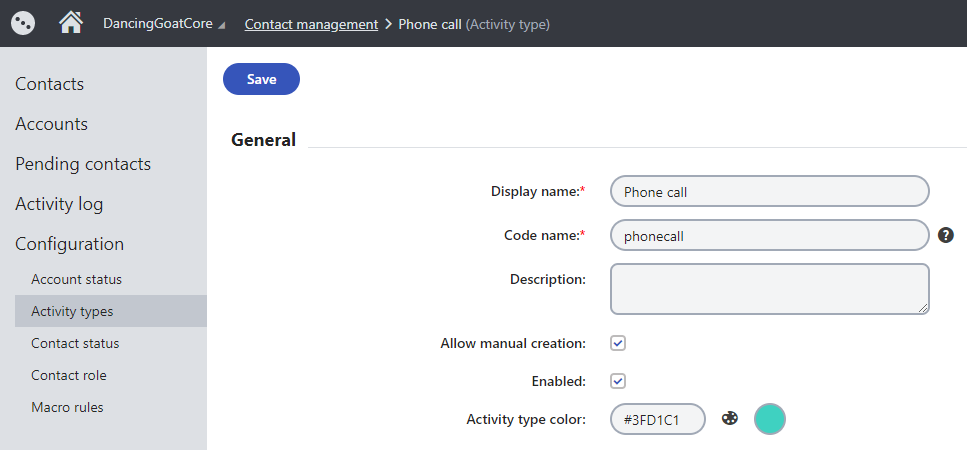 DancingGoatCore Contact management > Phone call (Activity type)
Contacts
Accounts
Pending contacts
Activity log
Configuration
Account status
Activity types
Contact status
Contact role
Macro rules
Save
General
Display name:* Phone call
Code name:* phonecall ?
Description:
Allow manual creation:
Enabled:
Activity type color: #3FD1C1